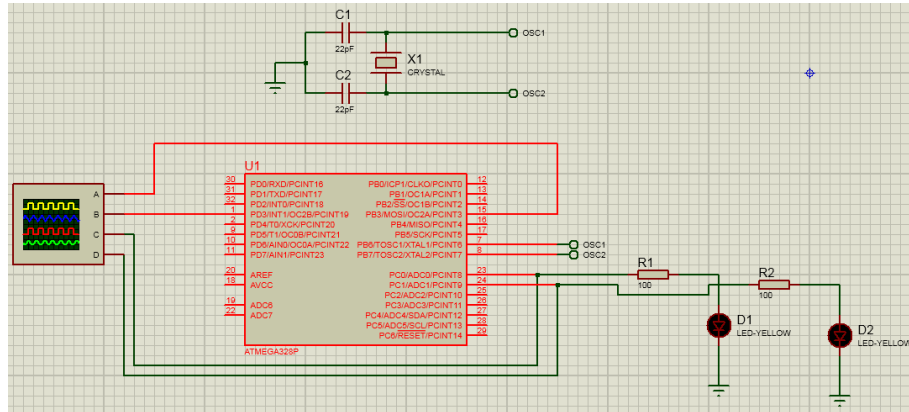 C1
22pF
X1
CRYSTAL
C2
22pF
OSC1
OSC2
U1
A
B
C
D
30 PD0/RXD/PCINT16 PB0/ICP1/CLKO/PCINT0 12
31 PD1/TXD/PCINT17 PB1/OC1A/PCINT1 13
32 PD2/INT0/PCINT18 PB2/SS/OC1B/PCINT2 14
1 PD3/INT1/OC2B/PCINT19 PB3/MOSI/OC2A/PCINT3 15
2 PD4/T0/XCK/PCINT20 PB4/MISO/PCINT4 16
9 PD5/T1/OC0B/PCINT21 PB5/SCK/PCINT5 17
10 PD6/AIN0/OC0A/PCINT22 PB6/TOSC1/XTAL1/PCINT6 7 OSC1
11 PD7/AIN1/PCINT23 PB7/TOSC2/XTAL2/PCINT7 8 OSC2
20 AREF PC0/ADC0/PCINT8 23
18 AVCC PC1/ADC1/PCINT9 24
PC2/ADC2/PCINT10 25
19 ADC6 PC3/ADC3/PCINT11 26
22 ADC7 PC4/ADC4/SDA/PCINT12 27
PC5/ADC5/SCL/PCINT13 28
PC6/RESET/PCINT14 29
ATMEGA328P
R1
100
R2
100
D1
LED-YELLOW
D2
LED-YELLOW